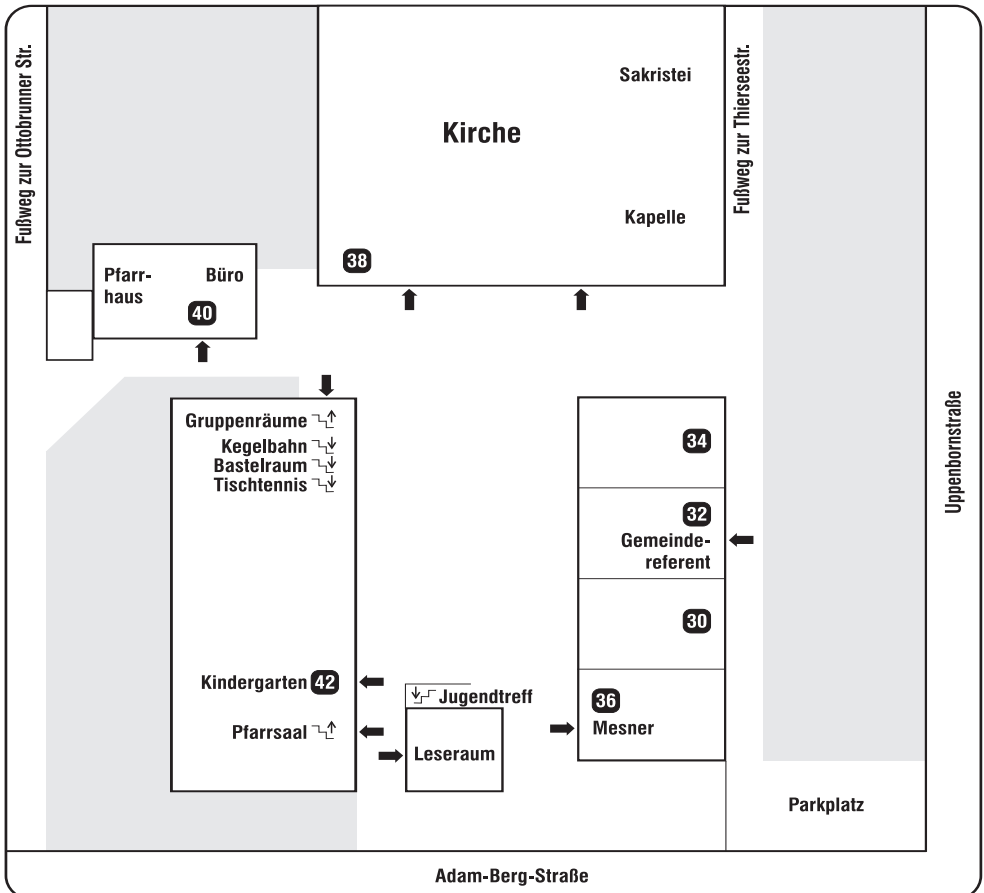 Fußweg zur Ottobrunner Str.
Sakristei
Kirche
Kapelle
38
Fußweg zur Thierseestr.
Pfarr-
haus
Büro
40
Gruppenräume
Kegelbahn
Bastelraum
Tischtennis
34
32
Gemeinde-
referent
30
Uppenbornstraße
Kindergarten 42
Pfarrsaal
Jugendtreff
Leseraum
36
Mesner
Parkplatz
Adam-Berg-Straße